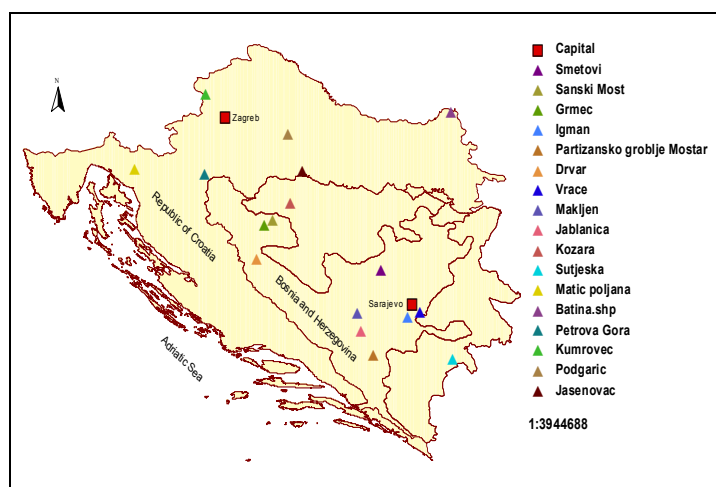 N
Zagreb
Republic of Croatia
Bosnia and Herzegovina
Sarajevo
Adriatic Sea
Capital
Smetovi
Sanski Most
Grmec
Igman
Partizansko groblje Mostar
Drvar
Vrace
Makljen
Jablanica
Kozara
Sutjeska
Matic poljana
Batina.shp
Petrova Gora
Kumrovec
Podgaric
Jasenovac
1:3944688